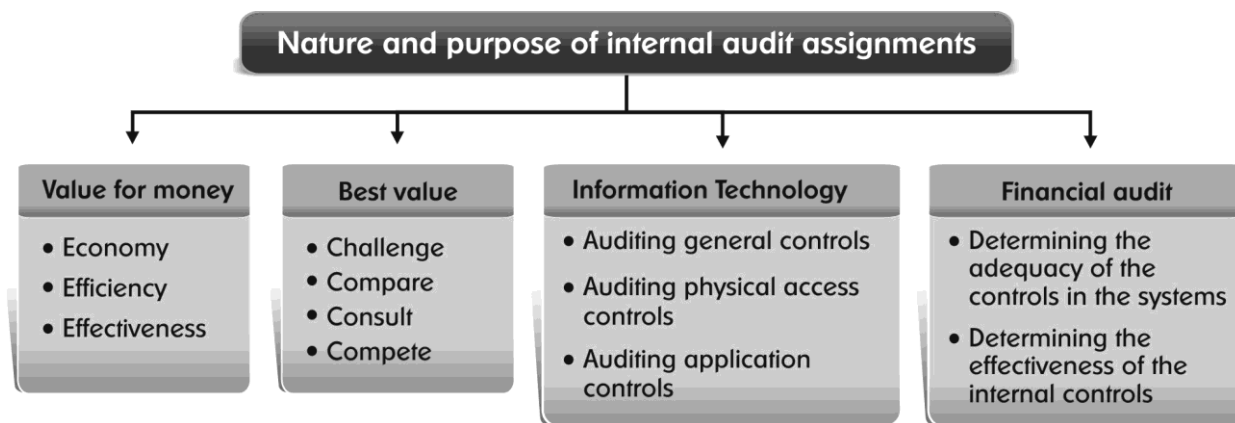 Nature and purpose of internal audit assignments
Value for money
• Economy
• Efficiency
• Effectiveness
Best value
• Challenge
• Compare
• Consult
• Compete
Information Technology
• Auditing general controls
• Auditing physical access
controls
• Auditing application
controls
Financial audit
• Determining the
adequacy of the
controls in the systems
• Determining the
effectiveness of the
internal controls